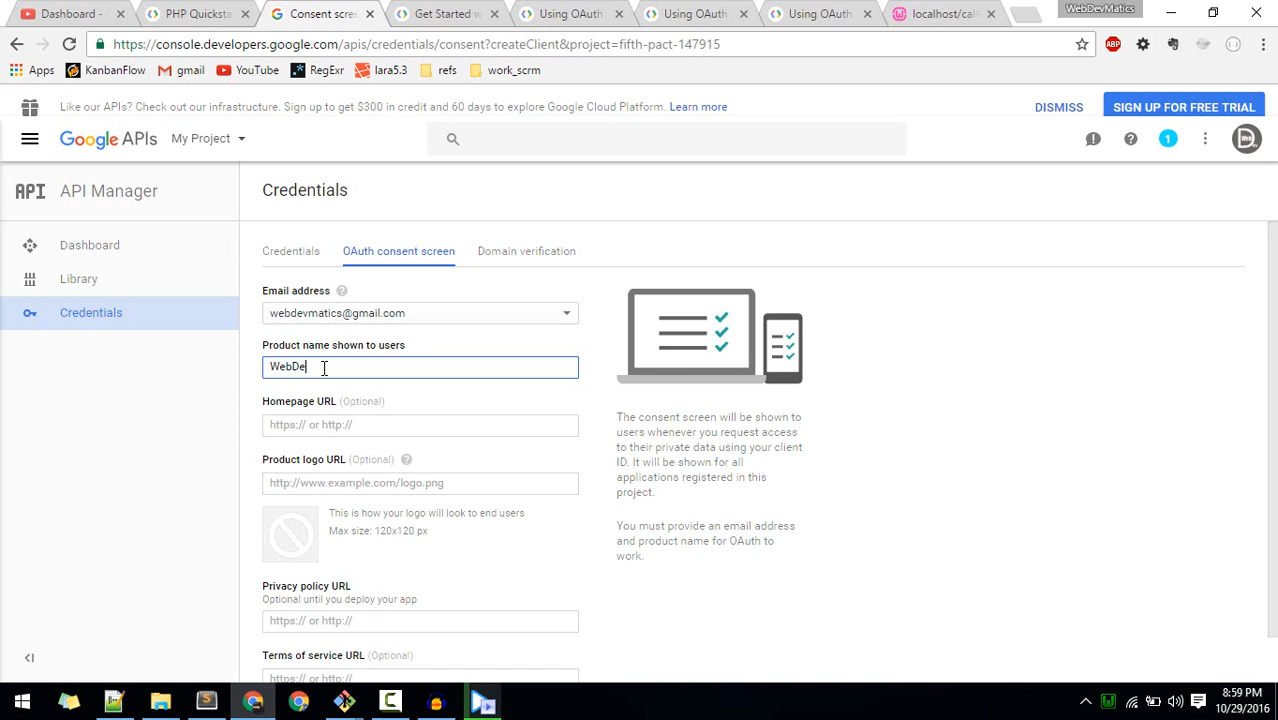 WebDevMatics
Dashboard -
PHP Quicksta
Consent scre
Get Started w
Using OAuth
Using OAuth
Using OAuth
localhost/cal
https://console.developers.google.com/apis/credentials/consent?createClient&project=fifth-pact-147915
ABP
Apps KanbanFlow gmail YouTube RegExr lara5.3 refs work_scrm
Like our APIs? Check out our infrastructure. Sign up to get $300 in credit and 60 days to explore Google Cloud Platform. Learn more DISMISS SIGN UP FOR FREE TRIAL
Google APIs My Project 1
API API Manager
Credentials
Dashboard
Library
Credentials
Credentials OAuth consent screen Domain verification
Email address
webdevmatics@gmail.com
Product name shown to users
WebDe
Homepage URL (Optional)
https:// or http://
Product logo URL (Optional)
http://www.example.com/logo.png
This is how your logo will look to end users
Max size: 120x120 px
Privacy policy URL
Optional until you deploy your app
https:// or http://
Terms of service URL (Optional)
https:// or http://
The consent screen will be shown to
users whenever you request access
to their private data using your client
ID. It will be shown for all
applications registered in this
project.
You must provide an email address
and product name for OAuth to
work.
8:59 PM
10/29/2016